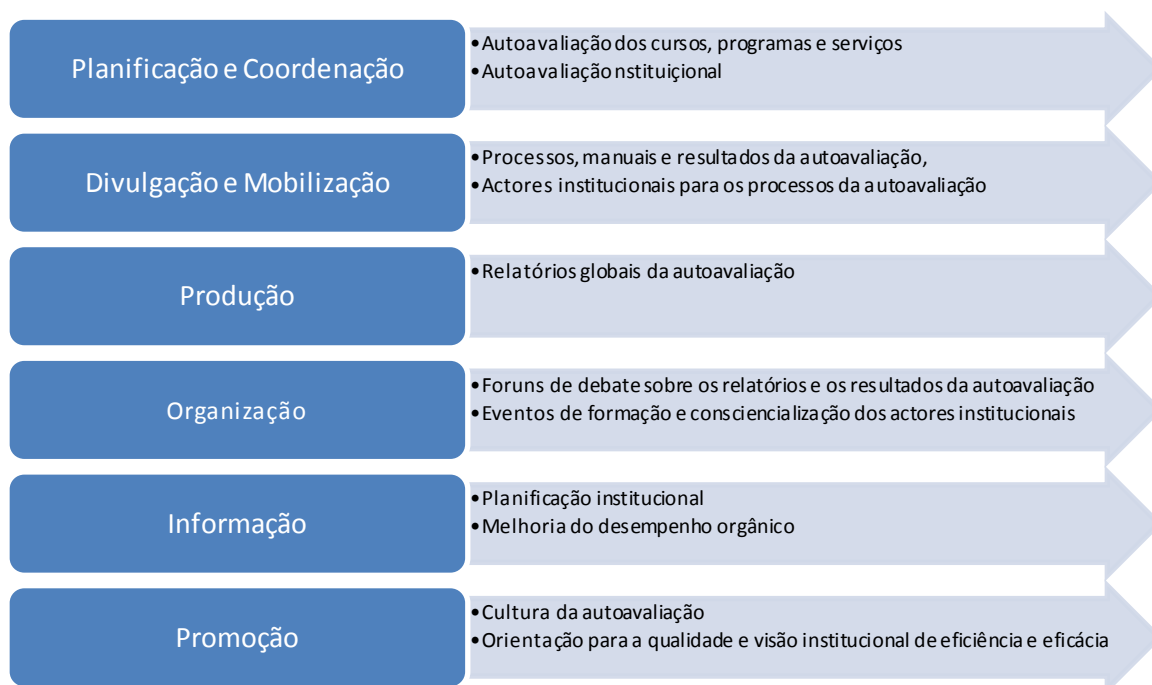 Planificação e Coordenação
•Autoavaliação dos cursos, programas e serviços
•Autoavaliação nstituiçional
Divulgação e Mobilização
•Processos, manuais e resultados da autoavaliação,
•Actores institucionais para os processos da autoavaliação
Produção
•Relatórios globais da autoavaliação
Organização
•Foruns de debate sobre os relatórios e os resultados da autoavaliação
•Eventos de formação e consciencialização dos actores institucionais
Informação
•Planificação institucional
•Melhoria do desempenho orgânico
Promoção
•Cultura da autoavaliação
•Orientação para a qualidade e visão institucional de eficiência e eficácia